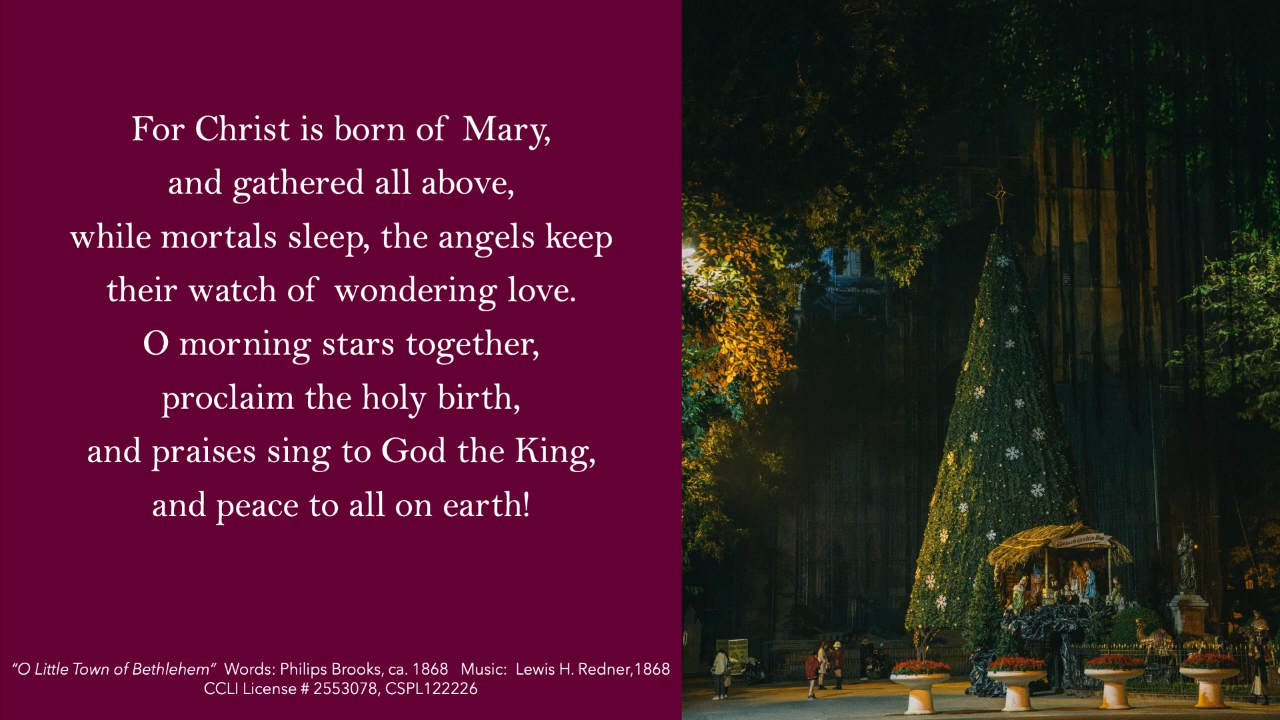 For Christ is born of Mary,
and gathered all above,
while mortals sleep, the angels keep
their watch of wondering love.
O morning stars together,
proclaim the holy birth,
and praises sing to God the King,
and peace to all on earth!
"O Little Town of Bethlehem" Words: Philips Brooks, ca. 1868 Music: Lewis H. Redner,1868
CCLI License # 2553078, CSPL122226